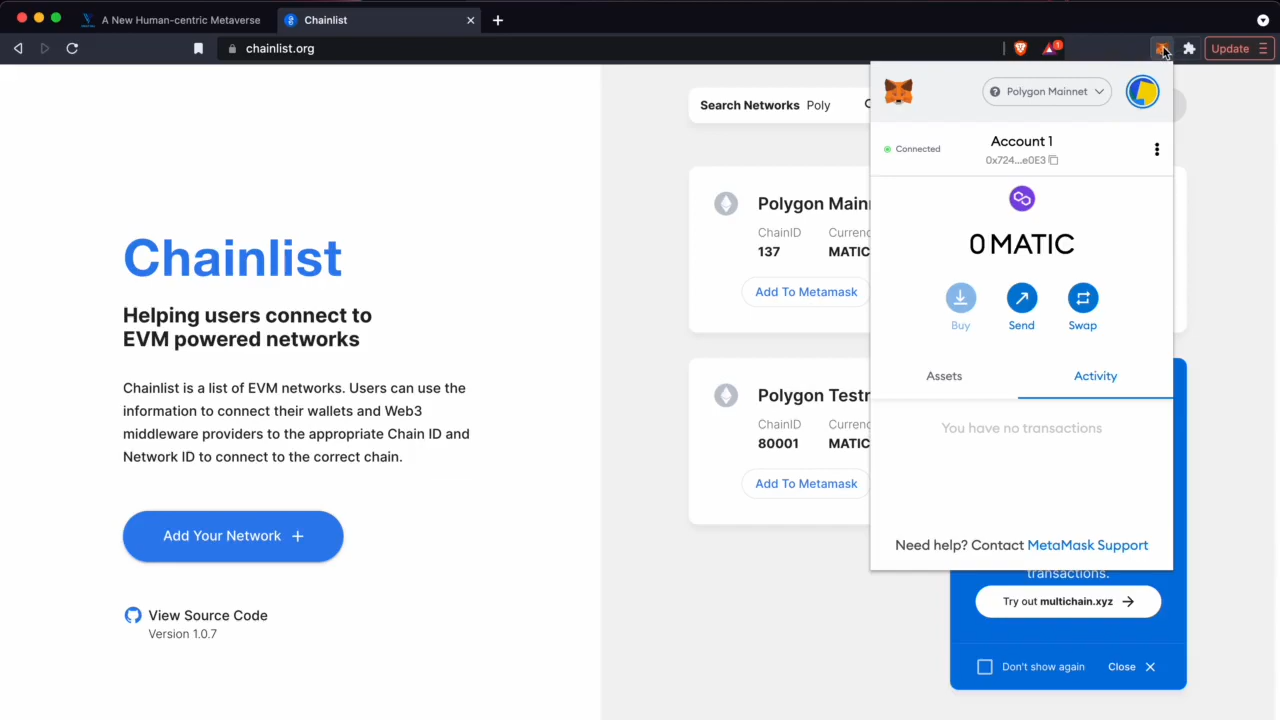 A New Human-centric Metaverse
Chainlist
chainlist.org
1
Update
Chainlist
Helping users connect to
EVM powered networks
Chainlist is a list of EVM networks. Users can use the
information to connect their wallets and Web3
middleware providers to the appropriate Chain ID and
Network ID to connect to the correct chain.
Add Your Network +
View Source Code
Version 1.0.7
Search Networks Poly
Polygon Main
ChainID Currenc
137 MATIC
Add To Metamask
Polygon Testn
ChainID Currenc
80001 MATIC
Add To Metamask
Polygon Mainnet
Connected
Account 1
0x724...e0E3
0 MATIC
Buy Send Swap
Assets Activity
You have no transactions
Need help? Contact MetaMask Support
transactions.
Try out multichain.xyz →
Don't show again Close ×